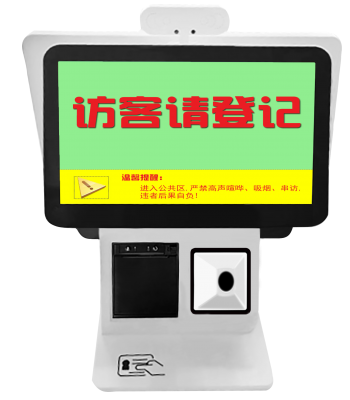 访客请登记
温馨提醒：
进入公共区,严禁高声喧哗、吸烟、串访.
违者后果自负!